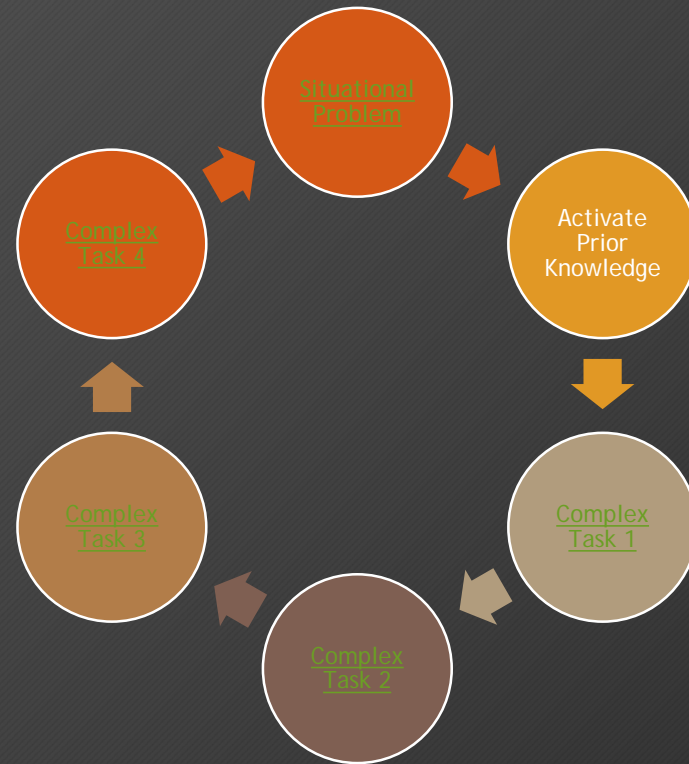 Situational
Problem
Activate
Prior
Knowledge
Complex
Task 1
Complex
Task 2
Complex
Task 3
Complex
Task 4